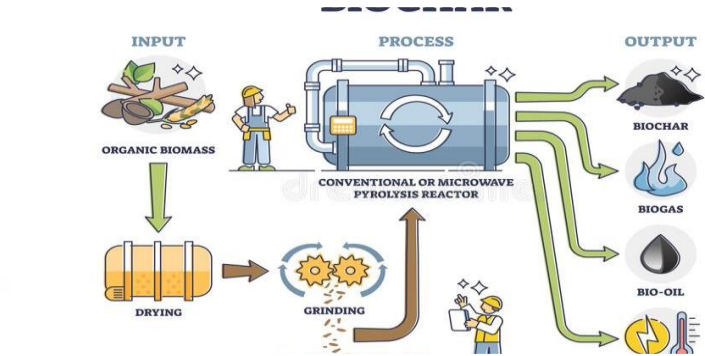 INPUT
PROCESS
OUTPUT
ORGANIC BIOMASS
CONVENTIONAL OR MICROWAVE
PYROLYSIS REACTOR
BIOCHAR
BIOGAS
BIO-OIL
DRYING
GRINDING